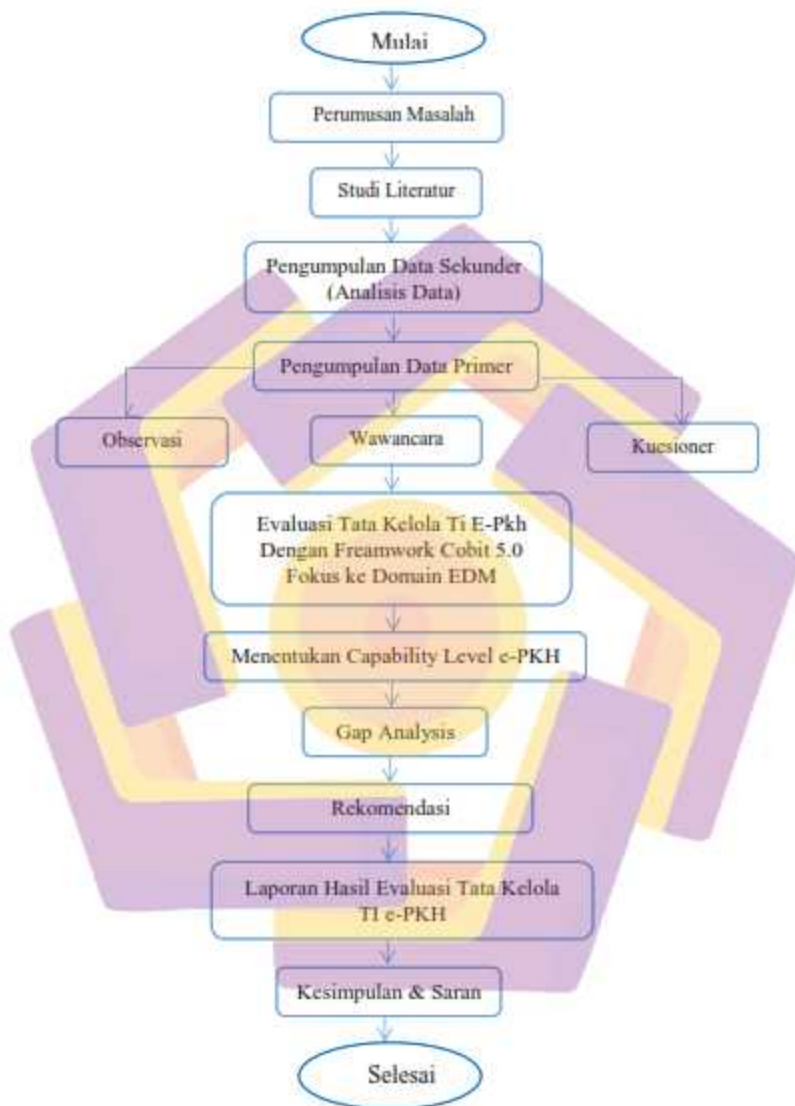 Mulai
Perumusan Masalah
Studi Literatur
Pengumpulan Data Sekunder
(Analisis Data)
Pengumpulan Data Primer
Observasi
Wawancara
Kuesioner
Evaluasi Tata Kelola Ti E-Pkh
Dengan Freamwork Cobit 5.0
Fokus ke Domain EDM
Menentukan Capability Level e-PKH
Gap Analysis
Rekomendasi
Laporan Hasil Evaluasi Tata Kelola
TI e-PKH
Kesimpulan & Saran
Selesai